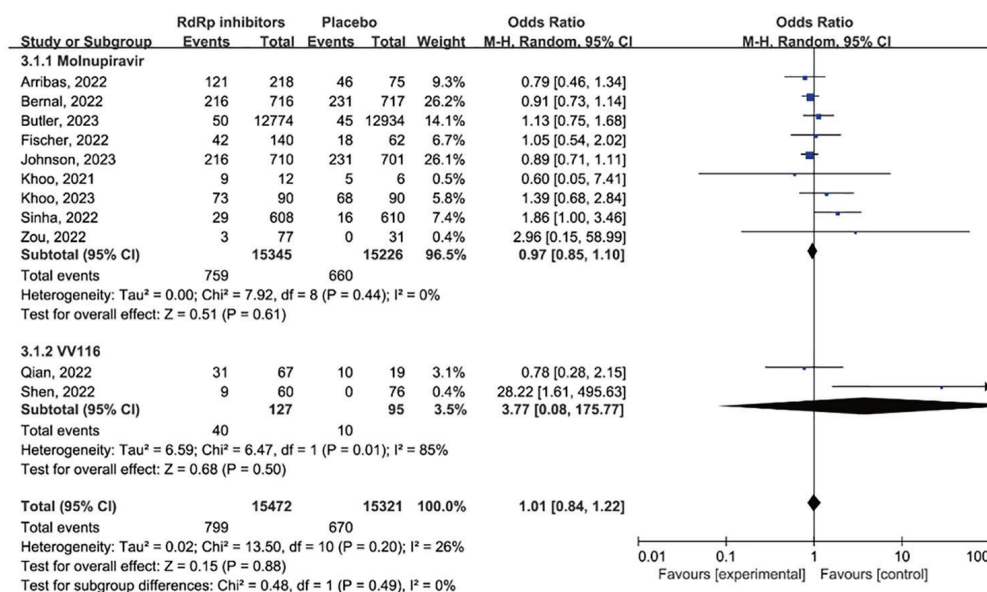 RdRp inhibitors Placebo Odds Ratio Odds Ratio
Study or Subgroup Events Total Events Total Weight M-H, Random, 95% CI M-H, Random, 95% CI
3.1.1 Molnupiravir
Arribas, 2022 121 218 46 75 9.3% 0.79 [0.46, 1.34]
Bernal, 2022 216 716 231 717 26.2% 0.91 [0.73, 1.14]
Butler, 2023 50 12774 45 12934 14.1% 1.13 [0.75, 1.68]
Fischer, 2022 42 140 18 62 6.7% 1.05 [0.54, 2.02]
Johnson, 2023 216 710 231 701 26.1% 0.89 [0.71, 1.11]
Khoo, 2021 9 12 5 6 0.5% 0.60 [0.05, 7.41]
Khoo, 2023 73 90 68 90 5.8% 1.39 [0.68, 2.84]
Sinha, 2022 29 608 16 610 7.4% 1.86 [1.00, 3.46]
Zou, 2022 3 77 0 31 0.4% 2.96 [0.15, 58.99]
Subtotal (95% CI) 15345 15226 96.5% 0.97 [0.85, 1.10]
Total events 759 660
Heterogeneity: Tau² = 0.00; Chi² = 7.92, df = 8 (P = 0.44); I² = 0%
Test for overall effect: Z = 0.51 (P = 0.61)
3.1.2 VV116
Qian, 2022 31 67 10 19 3.1% 0.78 [0.28, 2.15]
Shen, 2022 9 60 0 76 0.4% 28.22 [1.61, 495.63]
Subtotal (95% CI) 127 95 3.5% 3.77 [0.08, 175.77]
Total events 40 10
Heterogeneity: Tau² = 6.59; Chi² = 6.47, df = 1 (P = 0.01); I² = 85%
Test for overall effect: Z = 0.68 (P = 0.50)
Total (95% CI) 15472 15321 100.0% 1.01 [0.84, 1.22]
Total events 799 670
Heterogeneity: Tau² = 0.02; Chi² = 13.50, df = 10 (P = 0.20); I² = 26%
Test for overall effect: Z = 0.15 (P = 0.88)
Test for subgroup differences: Chi² = 0.48, df = 1 (P = 0.49), I² = 0%
0.01 0.1 1 10 100
Favours [experimental] Favours [control]